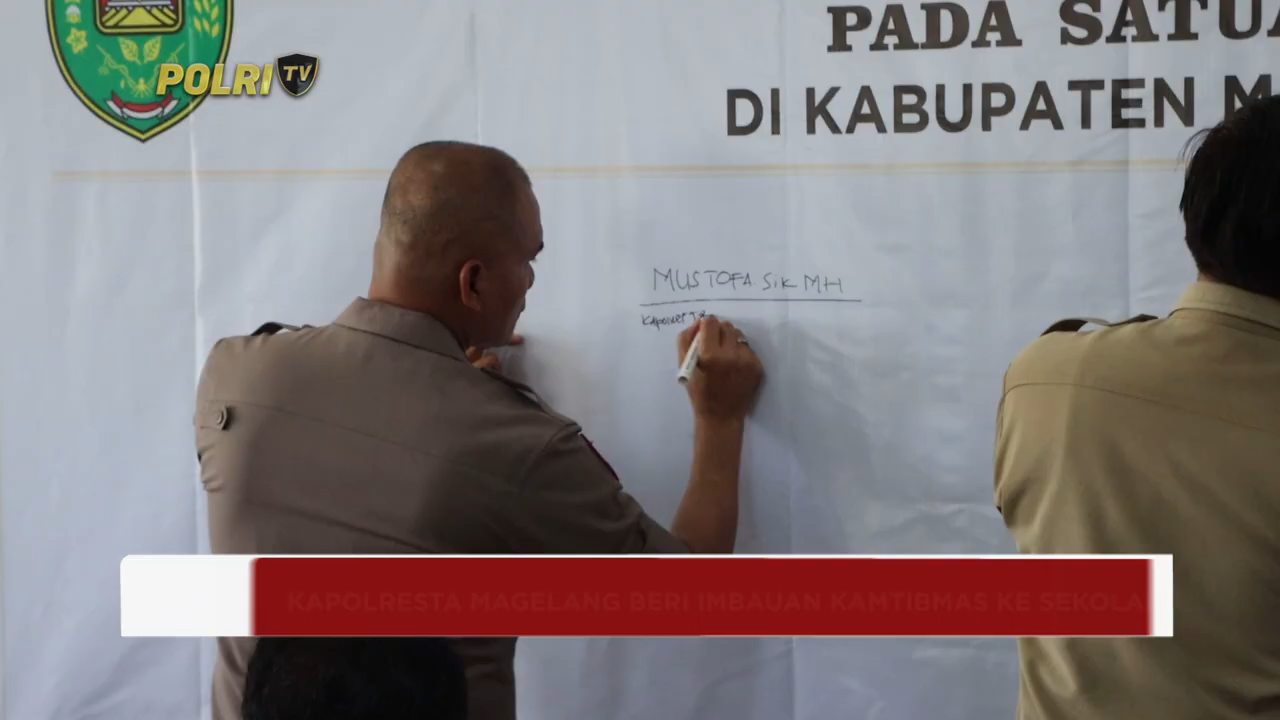 PADA SATUA
DI KABUPATEN M
POLRI TV
MUSTOFA SIK MH
KAPOLRESTA MAGELANG BERI IMBAUAN KAMTIBMAS KE SEKOLA